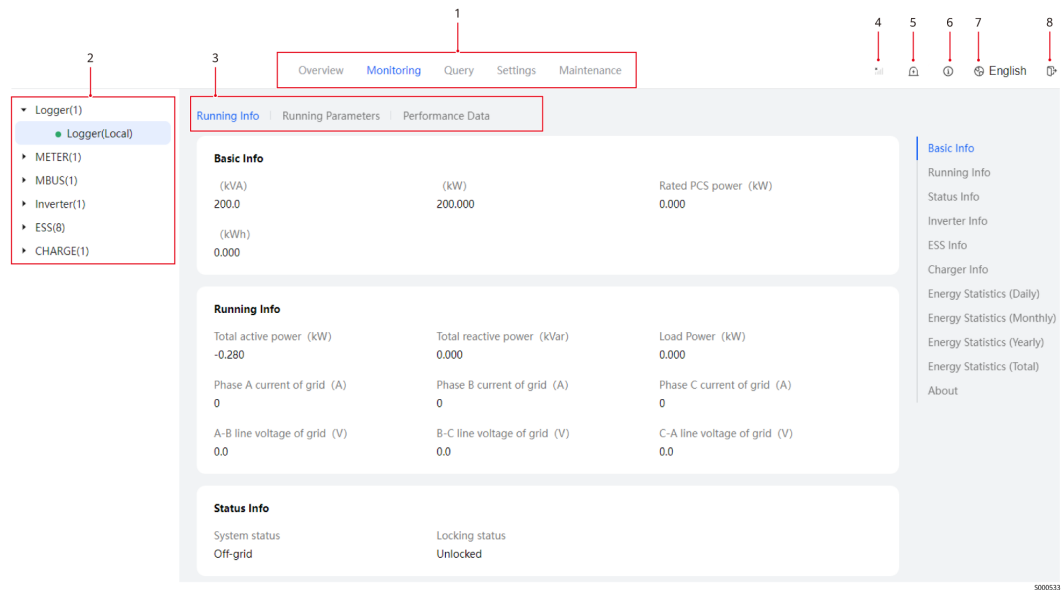 1
2
3
4 5 6 7 8
Overview Monitoring Query Settings Maintenance
English
Logger(1)
Logger(Local)
METER(1)
MBUS(1)
Inverter(1)
ESS(8)
CHARGE(1)
Running Info Running Parameters Performance Data
Basic Info
(kVA) (kW) Rated PCS power (kW)
200.0 200.000 0.000
(kWh)
0.000
Running Info
Total active power (kW) Total reactive power (kVar) Load Power (kW)
-0.280 0.000 0.000
Phase A current of grid (A) Phase B current of grid (A) Phase C current of grid (A)
0 0 0
A-B line voltage of grid (V) B-C line voltage of grid (V) C-A line voltage of grid (V)
0.0 0.0 0.0
Status Info
System status Locking status
Off-grid Unlocked
Basic Info
Running Info
Status Info
Inverter Info
ESS Info
Charger Info
Energy Statistics (Daily)
Energy Statistics (Monthly)
Energy Statistics (Yearly)
Energy Statistics (Total)
About
S000533